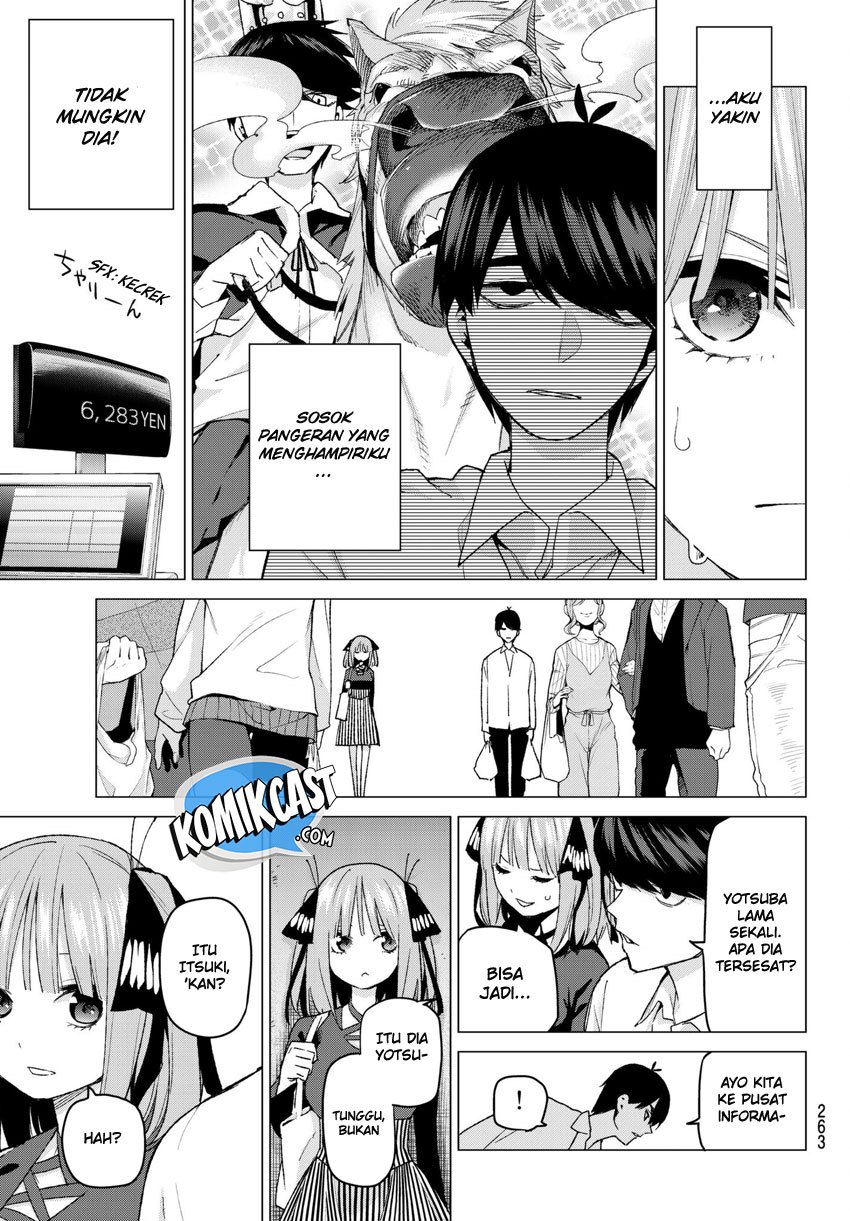 ...AKU
YAKIN
SOSOK
PANGERAN YANG
MENGHAMPIRIKU
...
TIDAK
MUNGKIN
DIA!
ちゃりーん
SFX: KECREK
6,283YEN
KOMIKCAST
.COM
YOTSUBA
LAMA
SEKALI.
APA DIA
TERSESAT?
BISA
JADI...
AYO KITA
KE PUSAT
INFORMA-
!
ITU DIA
YOTSU-
TUNGGU,
BUKAN
ITU
ITSUKI,
'KAN?
HAH?
263